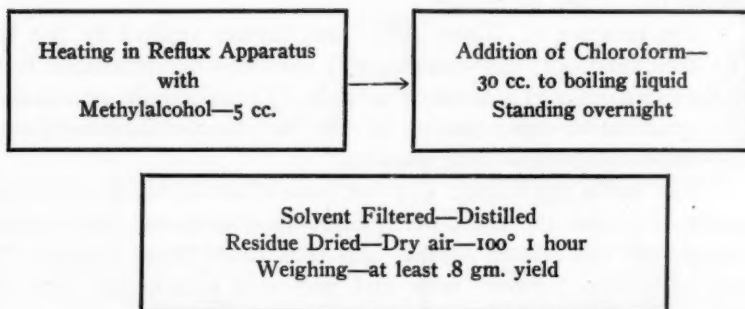 Heating in Reflux Apparatus
with
Methylalcohol—5 cc.
Addition of Chloroform—
30 cc. to boiling liquid
Standing overnight
Solvent Filtered—Distilled
Residue Dried—Dry air—100° 1 hour
Weighing—at least .8 gm. yield